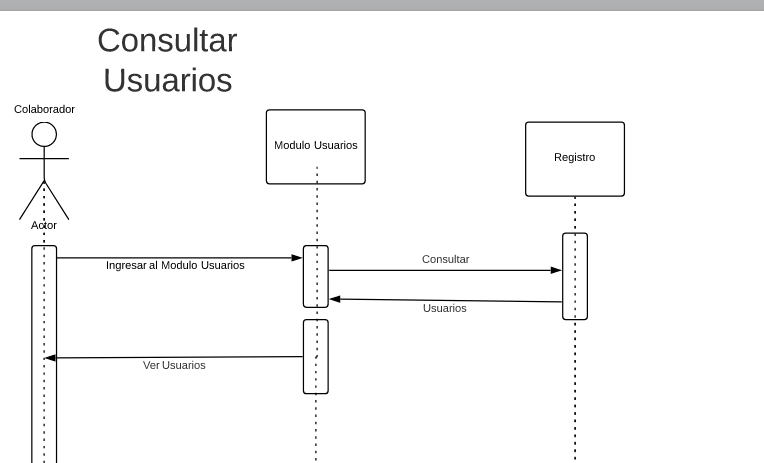 Consultar
Usuarios
Colaborador
Modulo Usuarios
Registro
Actor
Ingresar al Modulo Usuarios
Consultar
Usuarios
Ver Usuarios